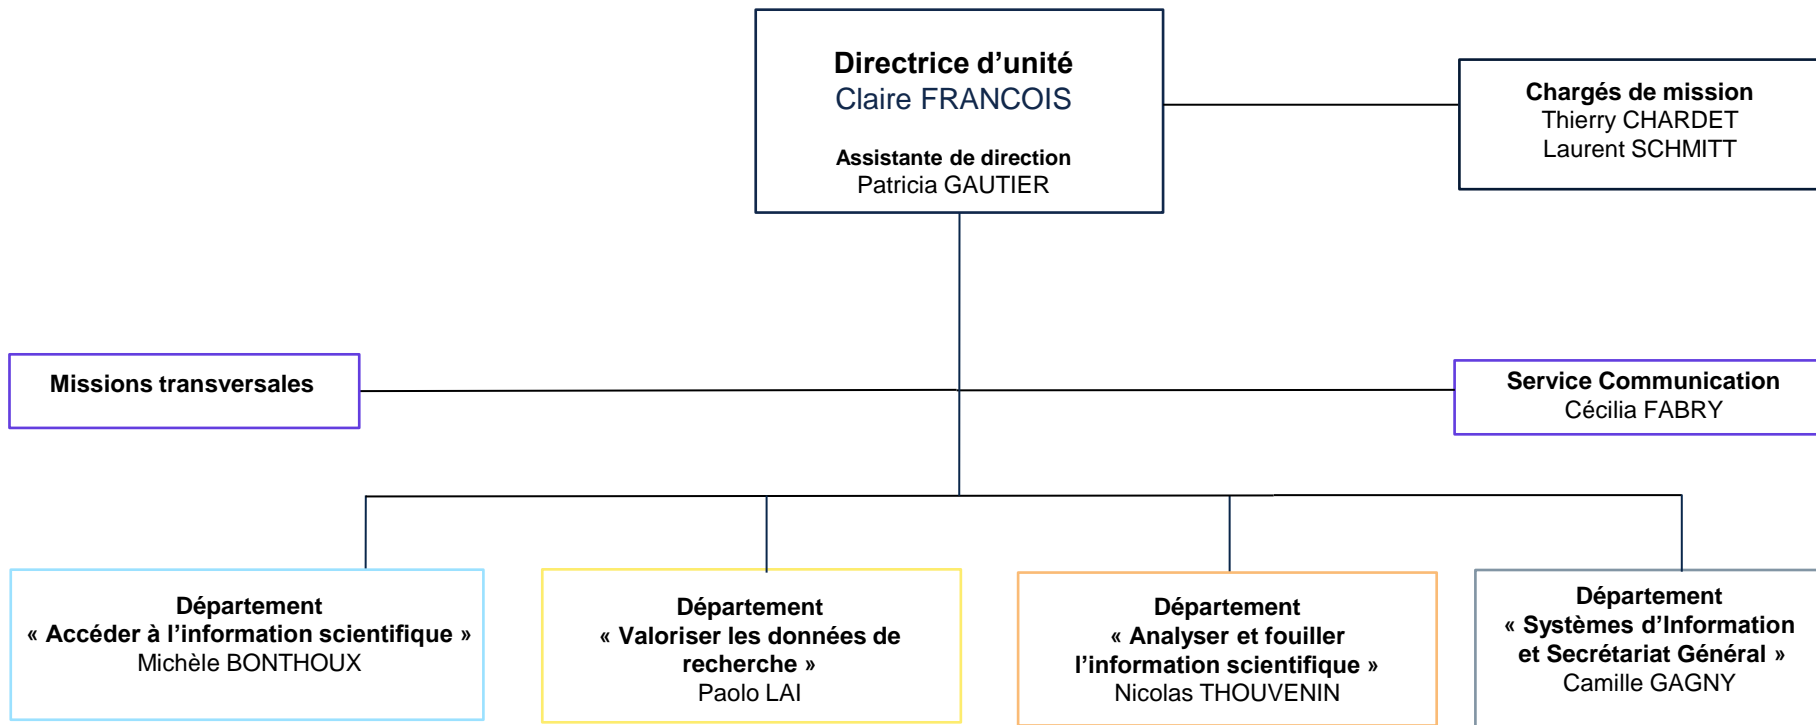 Directrice d’unité
Claire FRANCOIS
Assistante de direction
Patricia GAUTIER
Chargés de mission
Thierry CHARDET
Laurent SCHMITT
Missions transversales
Service Communication
Cécilia FABRY
Département
« Accéder à l’information scientifique »
Michèle BONTHOUX
Département
« Valoriser les données de
recherche »
Paolo LAI
Département
« Analyser et fouiller
l’information scientifique »
Nicolas THOUVENIN
Département
« Systèmes d’Information
et Secrétariat Général »
Camille GAGNY